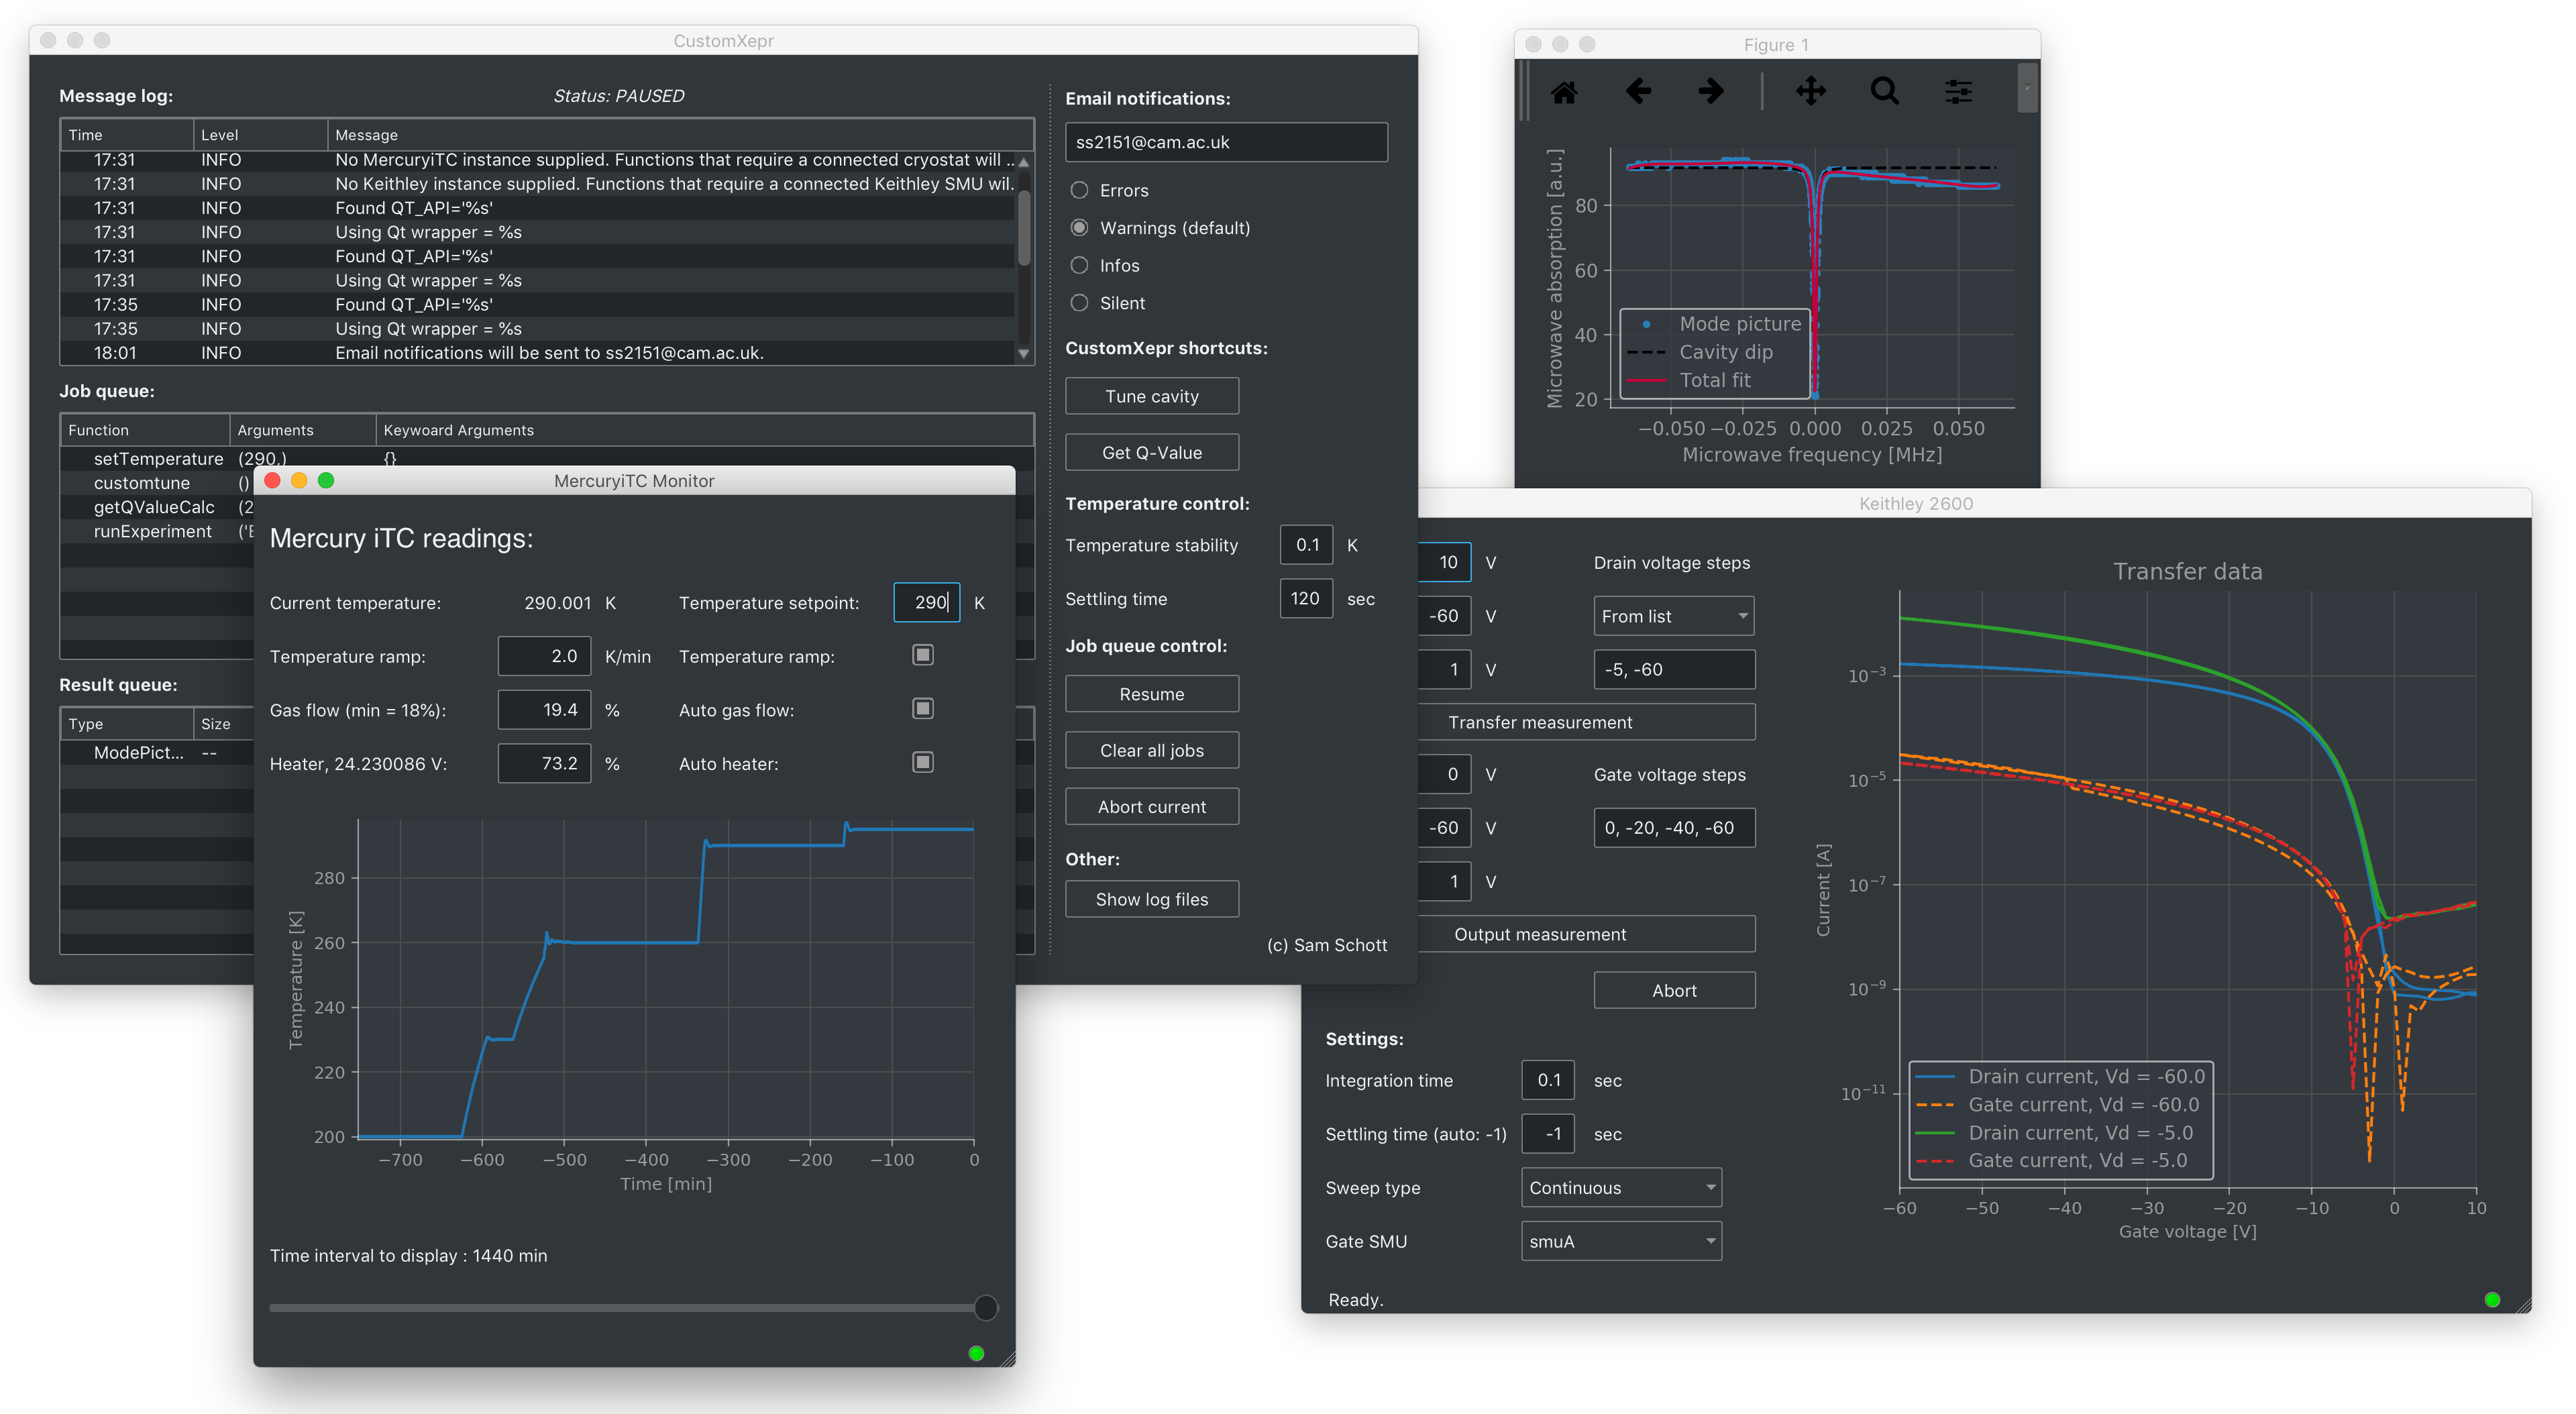 CustomXepr
Message log:
Status: PAUSED
Time Level Message
17:31 INFO No MercuryiTC instance supplied. Functions that require a connected cryostat will ..
17:31 INFO No Keithley instance supplied. Functions that require a connected Keithley SMU wil.
17:31 INFO Found QT_API='%s'
17:31 INFO Using Qt wrapper = %s
17:31 INFO Found QT_API='%s'
17:31 INFO Using Qt wrapper = %s
17:35 INFO Found QT_API='%s'
17:35 INFO Using Qt wrapper = %s
18:01 INFO Email notifications will be sent to ss2151@cam.ac.uk.
Job queue:
Function Arguments Keywoard Arguments
setTemperature (290,) {}
customtune ()
getQValueCalc (2
runExperiment ('E
Result queue:
Type Size
ModePict... --
Email notifications:
ss2151@cam.ac.uk
Errors
Warnings (default)
Infos
Silent
CustomXepr shortcuts:
Tune cavity
Get Q-Value
Temperature control:
Temperature stability 0.1 K
Settling time 120 sec
Job queue control:
Resume
Clear all jobs
Abort current
Other:
Show log files
(c) Sam Schott
MercuryiTC Monitor
Mercury iTC readings:
Current temperature: 290.001 K Temperature setpoint: 290 K
Temperature ramp: 2.0 K/min Temperature ramp:
Gas flow (min = 18%): 19.4 % Auto gas flow:
Heater, 24.230086 V: 73.2 % Auto heater:
Temperature [K]
280
260
240
220
200
−700 −600 −500 −400 −300 −200 −100 0
Time [min]
Time interval to display : 1440 min
Figure 1
Microwave absorption [a.u.]
80
60
40
20
Mode picture
Cavity dip
Total fit
−0.050 −0.025 0.000 0.025 0.050
Microwave frequency [MHz]
Keithley 2600
10 V Drain voltage steps
-60 V From list
1 V -5, -60
Transfer measurement
0 V Gate voltage steps
-60 V 0, -20, -40, -60
1 V
Output measurement
Abort
Settings:
Integration time 0.1 sec
Settling time (auto: -1) -1 sec
Sweep type Continuous
Gate SMU smuA
Ready.
Transfer data
Current [A]
10⁻³
10⁻⁵
10⁻⁷
10⁻⁹
10⁻¹¹
Drain current, Vd = -60.0
Gate current, Vd = -60.0
Drain current, Vd = -5.0
Gate current, Vd = -5.0
−60 −50 −40 −30 −20 −10 0 10
Gate voltage [V]